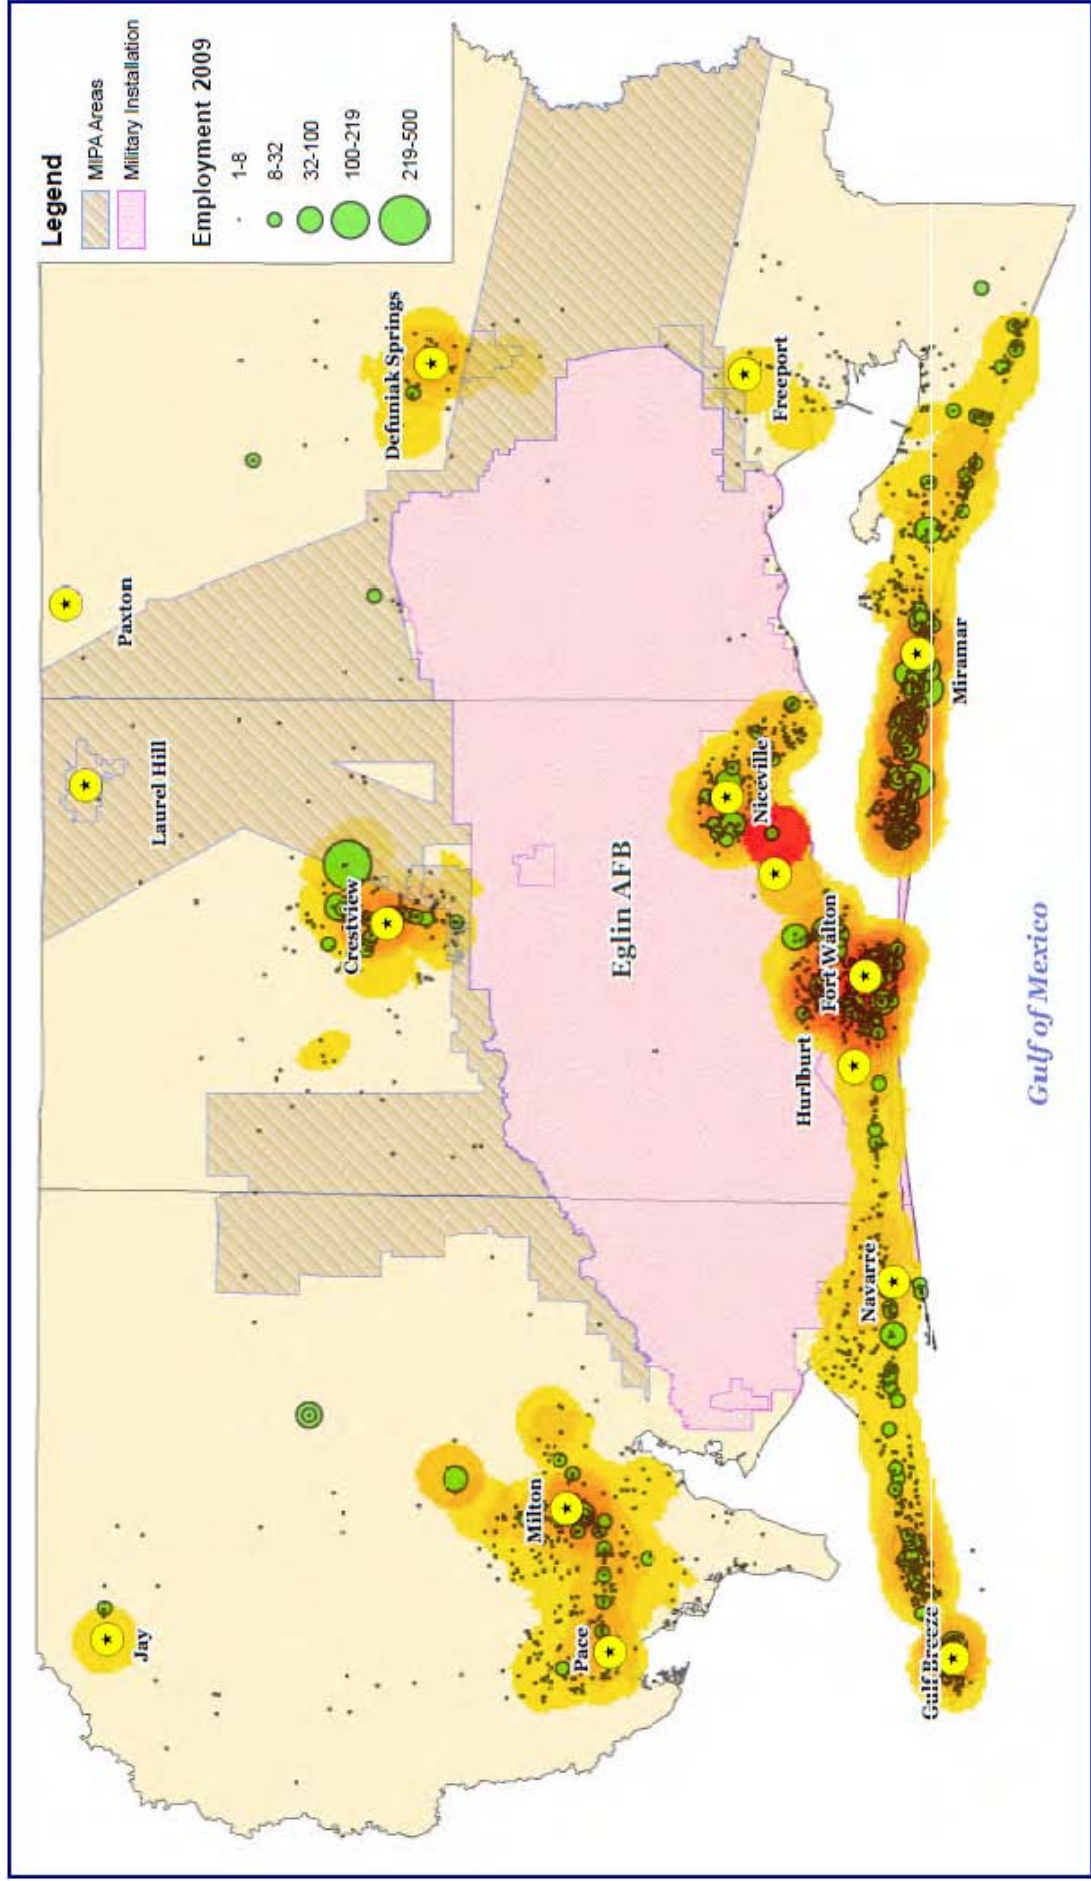 Legend
MIPA Areas
Military Installation
Employment 2009
1-8
8-32
32-100
100-219
219-500
Jay
Laurel Hill
Paxton
Crestview
Defuniak Springs
Milton
Pace
Eglin AFB
Niceville
Freeport
Hurlburt
Fort Walton
Navarre
Gulf Breeze
Miramar
Gulf of Mexico